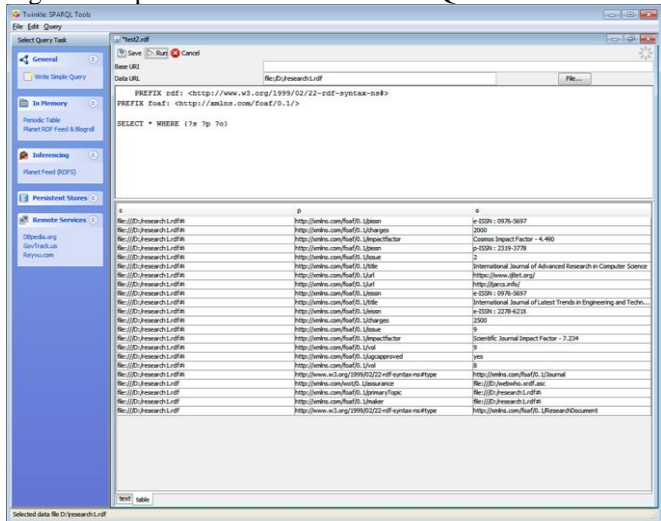 Twinkle: SPARQL Tools
File Edit Query
Select Query Task
General
Write Simple Query
In Memory
Periodic Table
Planet RDF Feed & Blogroll
Inferencing
Planet Feed (RDFS)
Persistent Stores
Remote Services
DBpedia.org
GovTrack.us
Reyvu.com
*test2.rdf
Save Run Cancel
Base URI
Data URL file:/D:/research1.rdf File...
PREFIX rdf: <http://www.w3.org/1999/02/22-rdf-syntax-ns#>
PREFIX foaf: <http://xmlns.com/foaf/0.1/>
SELECT * WHERE {?s ?p ?o}
s p o
file:///D:/research1.rdf#i http://xmlns.com/foaf/0.1/pissn e-ISSN : 0976-5697
file:///D:/research1.rdf#i http://xmlns.com/foaf/0.1/charges 2000
file:///D:/research1.rdf#i http://xmlns.com/foaf/0.1/impactfactor Cosmos Impact Factor - 4.490
file:///D:/research1.rdf#i http://xmlns.com/foaf/0.1/pissn p-ISSN : 2319-3778
file:///D:/research1.rdf#i http://xmlns.com/foaf/0.1/issue 2
file:///D:/research1.rdf#i http://xmlns.com/foaf/0.1/title International Journal of Advanced Research in Computer Science
file:///D:/research1.rdf#i http://xmlns.com/foaf/0.1/url https://www.ijltet.org/
file:///D:/research1.rdf#i http://xmlns.com/foaf/0.1/url http://ijarcs.info/
file:///D:/research1.rdf#i http://xmlns.com/foaf/0.1/eissn e-ISSN : 0976-5697
file:///D:/research1.rdf#i http://xmlns.com/foaf/0.1/title International Journal of Latest Trends in Engineering and Techn...
file:///D:/research1.rdf#i http://xmlns.com/foaf/0.1/eissn e-ISSN : 2278-621X
file:///D:/research1.rdf#i http://xmlns.com/foaf/0.1/charges 2500
file:///D:/research1.rdf#i http://xmlns.com/foaf/0.1/issue 9
file:///D:/research1.rdf#i http://xmlns.com/foaf/0.1/impactfactor Scientific Journal Impact Factor - 7.234
file:///D:/research1.rdf#i http://xmlns.com/foaf/0.1/vol 9
file:///D:/research1.rdf#i http://xmlns.com/foaf/0.1/ugcapproved yes
file:///D:/research1.rdf#i http://xmlns.com/foaf/0.1/vol 8
file:///D:/research1.rdf#i http://www.w3.org/1999/02/22-rdf-syntax-ns#type http://xmlns.com/foaf/0.1/Journal
file:///D:/research1.rdf http://xmlns.com/wot/0.1/assurance file:///D:/webwho.xrdf.asc
file:///D:/research1.rdf http://xmlns.com/foaf/0.1/primaryTopic file:///D:/research1.rdf#i
file:///D:/research1.rdf http://xmlns.com/foaf/0.1/maker file:///D:/research1.rdf#i
file:///D:/research1.rdf http://www.w3.org/1999/02/22-rdf-syntax-ns#type http://xmlns.com/foaf/0.1/ResearchDocument
text table
Selected data file D:\research1.rdf